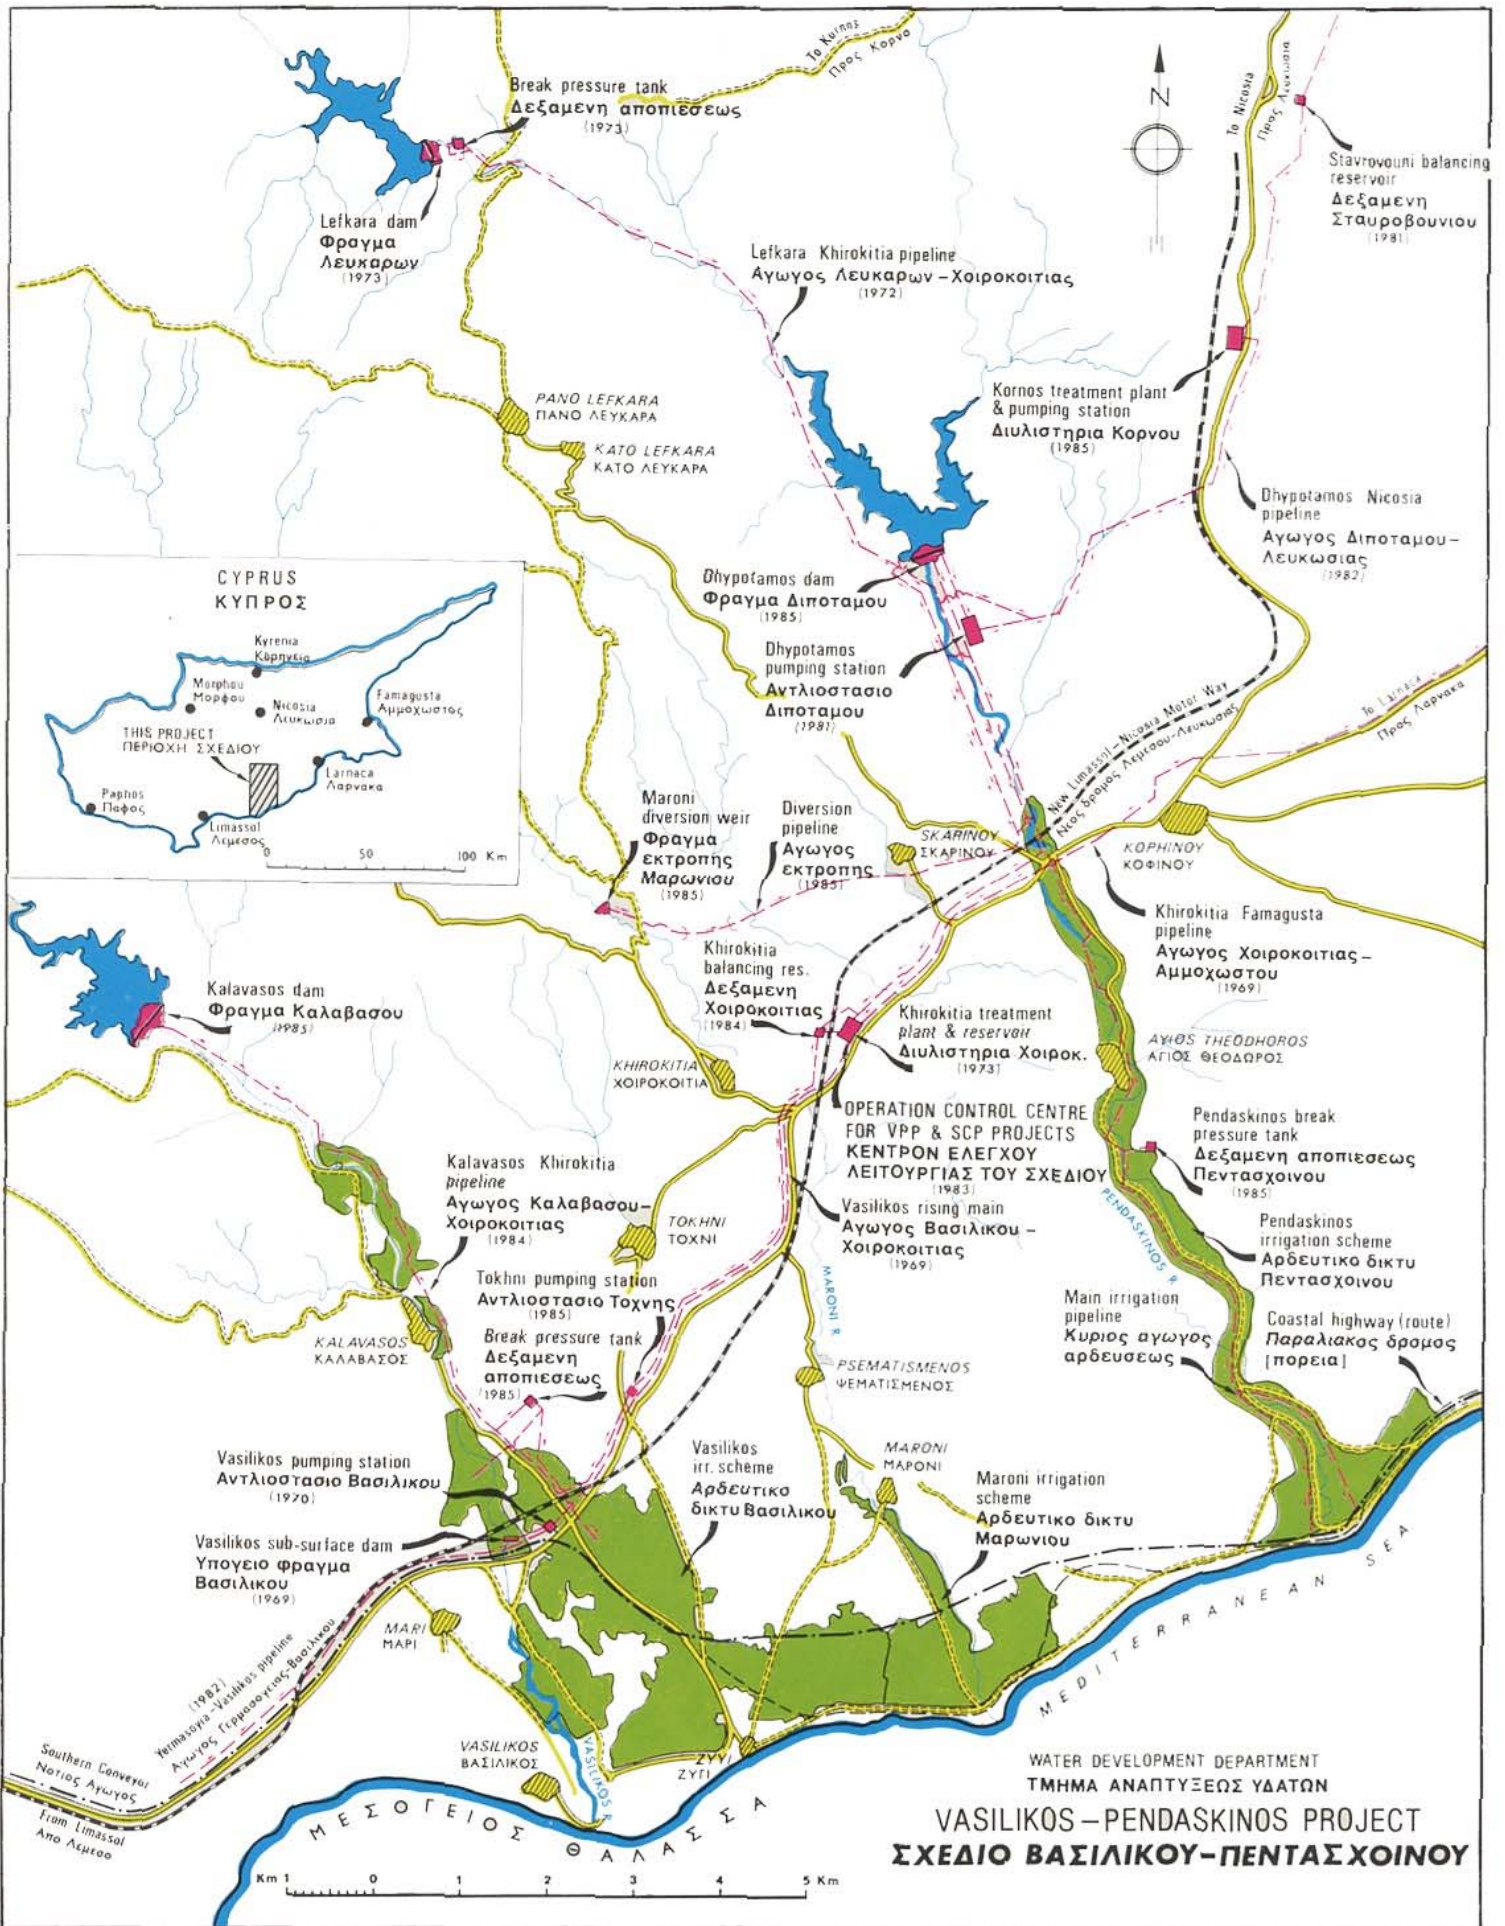 To Kornos
Προς Κορνο
Break pressure tank
Δεξαμενη αποπιεσεως
(1973)
N
To Nicosia
Προς Λευκωσια
Stavrovouni balancing
reservoir
Δεξαμενη
Σταυροβουνιου
(1981)
Lefkara dam
Φραγμα
Λευκαρων
(1973)
Lefkara Khirokitia pipeline
Αγωγος Λευκαρων-Χοιροκοιτιας
(1972)
Kornos treatment plant
& pumping station
Διυλιστηρια Κορνου
(1985)
PANO LEFKARA
ΠΑΝΟ ΛΕΥΚΑΡΑ
KATO LEFKARA
ΚΑΤΟ ΛΕΥΚΑΡΑ
Dhypotamos Nicosia
pipeline
Αγωγος Διποταμου-
Λευκωσιας
(1982)
CYPRUS
ΚΥΠΡΟΣ
Kyrenia
Κυρηνεια
Morphou
Μορφου
Nicosia
Λευκωσια
Famagusta
Αμμοχωστος
THIS PROJECT
ΠΕΡΙΟΧΗ ΣΧΕΔΙΟΥ
Larnaca
Λαρνακα
Paphos
Παφος
Limassol
Λεμεσος
0 50 100 Km
Dhypotamos dam
Φραγμα Διποταμου
(1985)
Dhypotamos
pumping station
Αντλιοστασιο
Διποταμου
(1981)
New Limassol-Nicosia Motor Way
Νεος δρομος Λεμεσου-Λευκωσιας
To Larnaca
Προς Λαρνακα
Maroni
diversion weir
Φραγμα
εκτροπης
Μαρωνιου
(1985)
Diversion
pipeline
Αγωγος
εκτροπης
(1985)
SKARINOU
ΣΚΑΡΙΝΟΥ
KOPHINOU
ΚΟΦΙΝΟΥ
Khirokitia Famagusta
pipeline
Αγωγος Χοιροκοιτιας-
Αμμοχωστου
(1969)
Khirokitia
balancing res.
Δεξαμενη
Χοιροκοιτιας
(1984)
Kalavasos dam
Φραγμα Καλαβασου
(1985)
Khirokitia treatment
plant & reservoir
Διυλιστηρια Χοιροκ.
(1973)
AYIOS THEODHOROS
ΑΓΙΟΣ ΘΕΟΔΩΡΟΣ
KHIROKITIA
ΧΟΙΡΟΚΟΙΤΙΑ
OPERATION CONTROL CENTRE
FOR VPP & SCP PROJECTS
ΚΕΝΤΡΟΝ ΕΛΕΓΧΟΥ
ΛΕΙΤΟΥΡΓΙΑΣ ΤΟΥ ΣΧΕΔΙΟΥ
(1983)
Pendaskinos break
pressure tank
Δεξαμενη αποπιεσεως
Πεντασχοινου
(1985)
Kalavasos Khirokitia
pipeline
Αγωγος Καλαβασου-
Χοιροκοιτιας
(1984)
TOKHNI
ΤΟΧΝΙ
Vasilikos rising main
Αγωγος Βασιλικου -
Χοιροκοιτιας
(1969)
PENDASKINOS R.
Pendaskinos
irrigation scheme
Αρδευτικο δικτυ
Πεντασχοινου
MARONI R.
Tokhni pumping station
Αντλιοστασιο Τοχνης
(1985)
Main irrigation
pipeline
Κυριος αγωγος
αρδευσεως
Coastal highway (route)
Παραλιακος δρομος
[πορεια]
KALAVASOS
ΚΑΛΑΒΑΣΟΣ
Break pressure tank
Δεξαμενη
αποπιεσεως
(1985)
PSEMATISMENOS
ΨΕΜΑΤΙΣΜΕΝΟΣ
Vasilikos pumping station
Αντλιοστασιο Βασιλικου
(1970)
Vasilikos
irr. scheme
Αρδευτικο
δικτυ Βασιλικου
MARONI
ΜΑΡΟΝΙ
Maroni irrigation
scheme
Αρδευτικο δικτυ
Μαρωνιου
Vasilikos sub-surface dam
Υπογειο φραγμα
Βασιλικου
(1969)
MARI
ΜΑΡΙ
MEDITERRANEAN SEA
(1982)
Yermasoyia-Vasilikos pipeline
Αγωγος Γερμασογειας-Βασιλικου
Southern Conveyor
Νοτιος Αγωγος
From Limassol
Απο Λεμεσο
VASILIKOS
ΒΑΣΙΛΙΚΟΣ
VASILIKOS R.
ZYYI
ΖΥΓΙ
ΜΕΣΟΓΕΙΟΣ ΘΑΛΑΣΣΑ
WATER DEVELOPMENT DEPARTMENT
ΤΜΗΜΑ ΑΝΑΠΤΥΞΕΩΣ ΥΔΑΤΩΝ
VASILIKOS-PENDASKINOS PROJECT
ΣΧΕΔΙΟ ΒΑΣΙΛΙΚΟΥ-ΠΕΝΤΑΣΧΟΙΝΟΥ
Km 1 0 1 2 3 4 5 Km